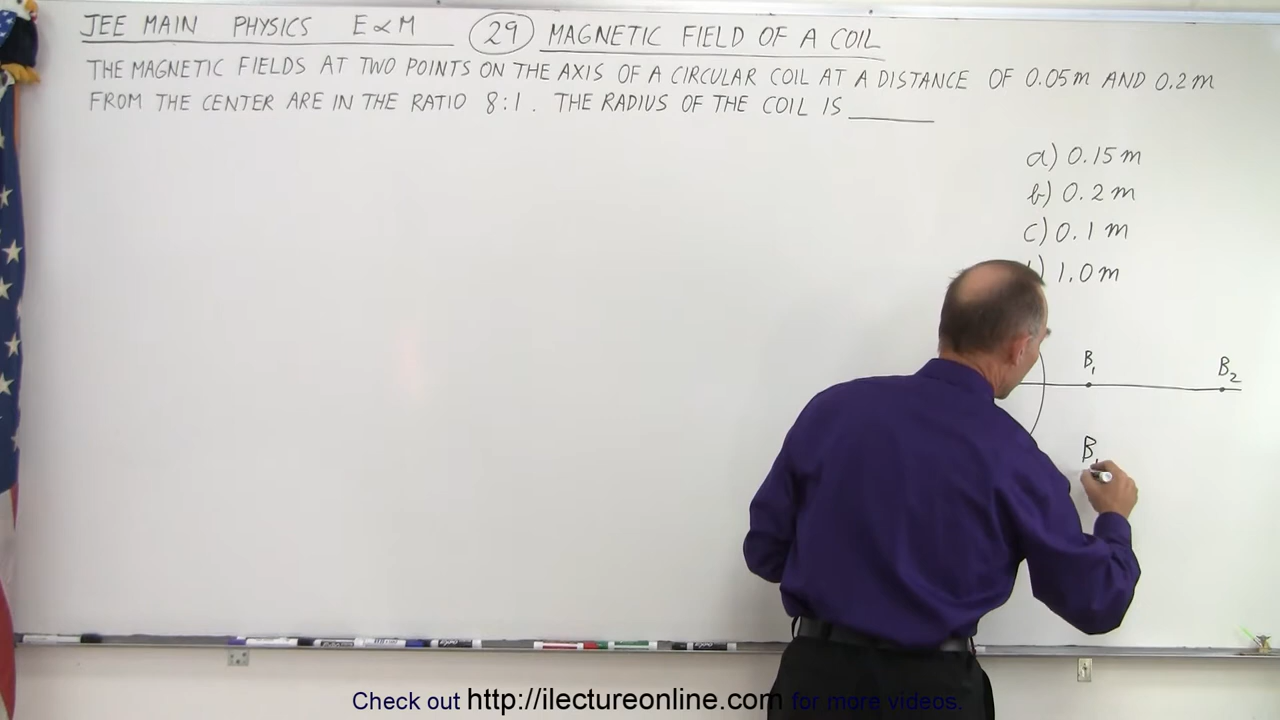 JEE MAIN PHYSICS E&M 29 MAGNETIC FIELD OF A COIL
THE MAGNETIC FIELDS AT TWO POINTS ON THE AXIS OF A CIRCULAR COIL AT A DISTANCE OF 0.05m AND 0.2m
FROM THE CENTER ARE IN THE RATIO 8:1. THE RADIUS OF THE COIL IS ______
a) 0.15 m
b) 0.2 m
c) 0.1 m
) 1.0 m
B₁ B₂
B₁
Check out http://ilectureonline.com for more videos.